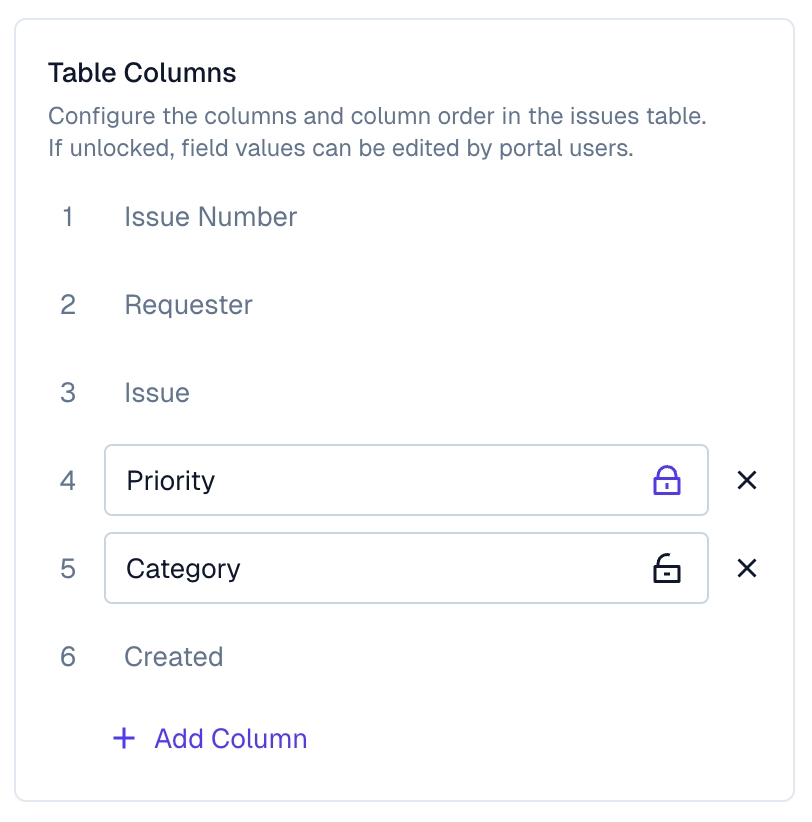 Table Columns
Configure the columns and column order in the issues table.
If unlocked, field values can be edited by portal users.
1 Issue Number
2 Requester
3 Issue
4 Priority
5 Category
6 Created
+ Add Column